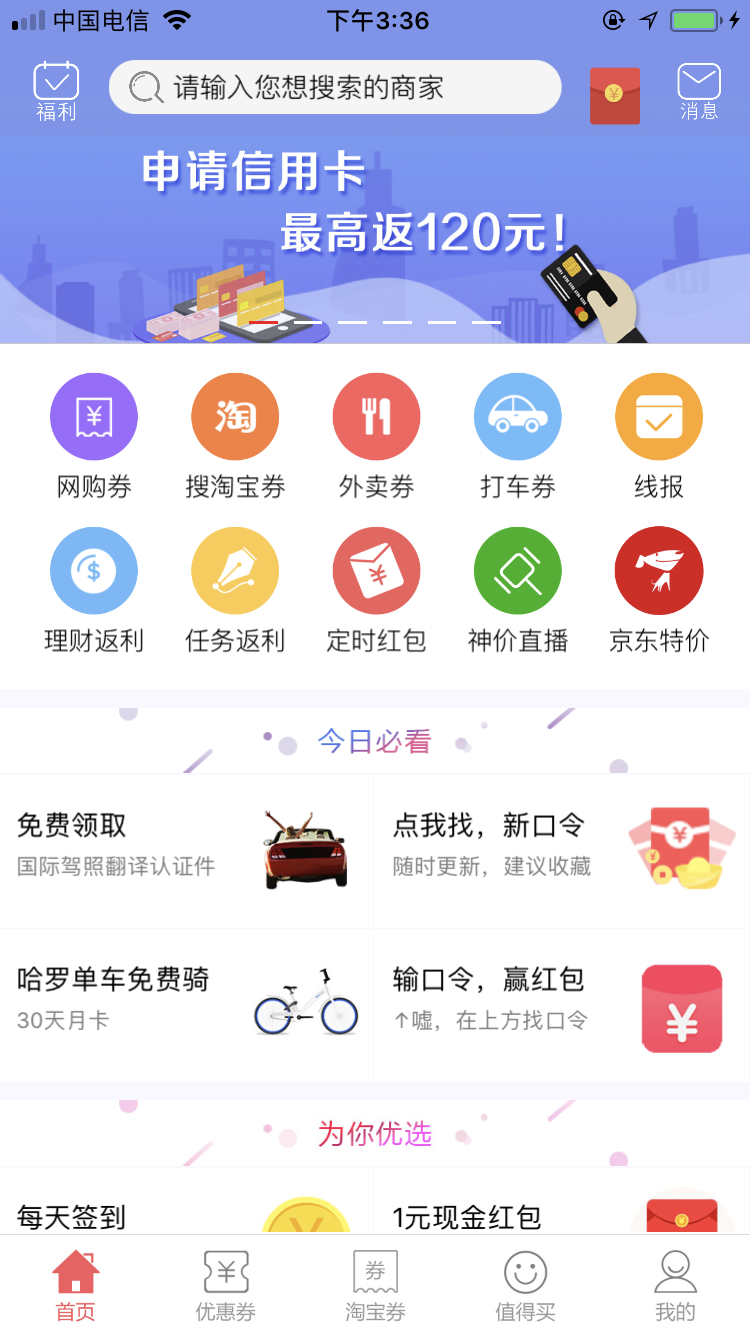 中国电信
下午3:36
福利
请输入您想搜索的商家
¥
消息
申请信用卡
最高返120元!
¥
淘
网购券
搜淘宝券
外卖券
打车券
线报
$
¥
理财返利
任务返利
定时红包
神价直播
京东特价
今日必看
免费领取
国际驾照翻译认证件
点我找，新口令
随时更新，建议收藏
¥
¥
哈罗单车免费骑
30天月卡
输口令，赢红包
个嘘，在上方找口令
¥
为你优选
每天签到
¥
1元现金红包
¥
¥
券
首页
优惠券
淘宝券
值得买
我的